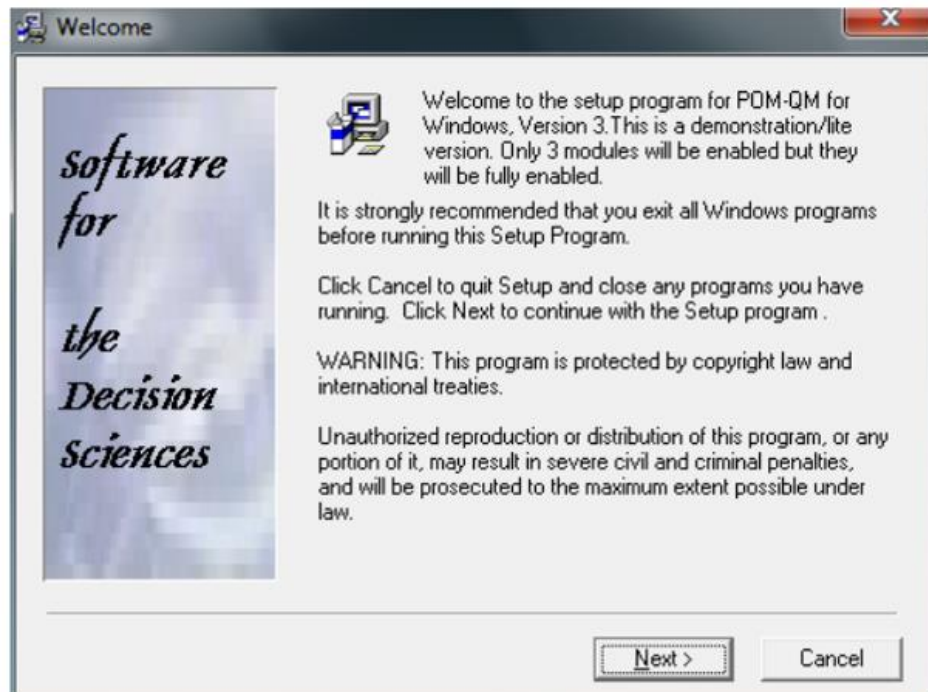 Welcome
Software
for
the
Decision
Sciences
Welcome to the setup program for POM-QM for
Windows, Version 3.This is a demonstration/lite
version. Only 3 modules will be enabled but they
will be fully enabled.
It is strongly recommended that you exit all Windows programs
before running this Setup Program.
Click Cancel to quit Setup and close any programs you have
running. Click Next to continue with the Setup program .
WARNING: This program is protected by copyright law and
international treaties.
Unauthorized reproduction or distribution of this program, or any
portion of it, may result in severe civil and criminal penalties,
and will be prosecuted to the maximum extent possible under
law.
Next >
Cancel